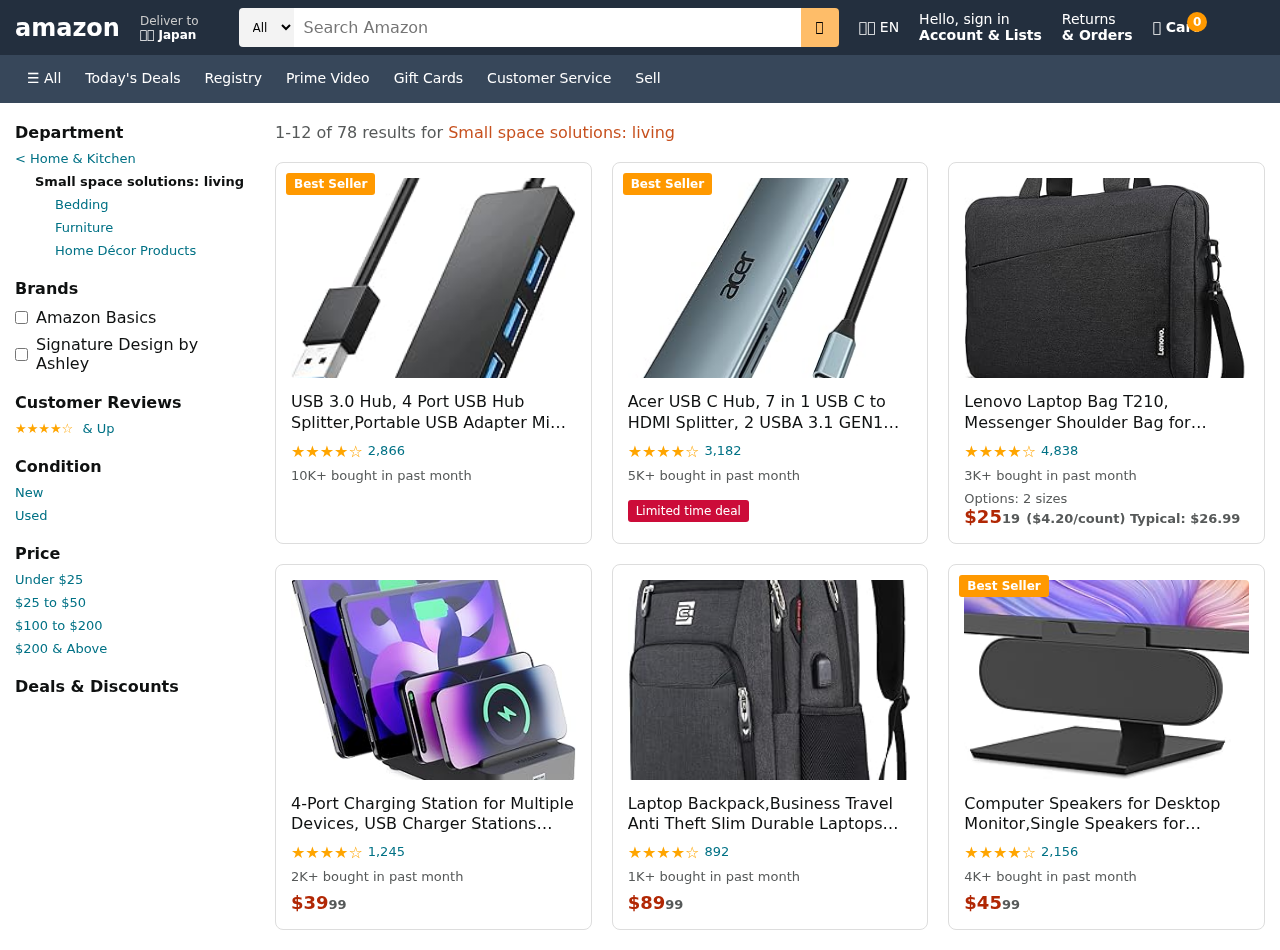 amazon
Deliver to
Japan
All
Search Amazon
EN
Hello, sign in
Account & Lists
Returns
& Orders
0
☰ All
Today's Deals
Registry
Prime Video
Gift Cards
Customer Service
Sell
Department
< Home & Kitchen
Small space solutions: living
Bedding
Furniture
Home Décor Products
Brands
Amazon Basics
Signature Design by
Ashley
Customer Reviews
★★★★☆ & Up
Condition
New
Used
Price
Under $25
$25 to $50
$100 to $200
$200 & Above
Deals & Discounts
1-12 of 78 results for Small space solutions: living
Best Seller
USB 3.0 Hub, 4 Port USB Hub
Splitter,Portable USB Adapter Mi…
★★★★☆ 2,866
10K+ bought in past month
Best Seller
acer
Acer USB C Hub, 7 in 1 USB C to
HDMI Splitter, 2 USBA 3.1 GEN1…
★★★★☆ 3,182
5K+ bought in past month
Limited time deal
Lenovo
Lenovo Laptop Bag T210,
Messenger Shoulder Bag for…
★★★★☆ 4,838
3K+ bought in past month
Options: 2 sizes
$2519 ($4.20/count) Typical: $26.99
4-Port Charging Station for Multiple
Devices, USB Charger Stations…
★★★★☆ 1,245
2K+ bought in past month
$3999
Laptop Backpack,Business Travel
Anti Theft Slim Durable Laptops…
★★★★☆ 892
1K+ bought in past month
$8999
Best Seller
Computer Speakers for Desktop
Monitor,Single Speakers for…
★★★★☆ 2,156
4K+ bought in past month
$4599